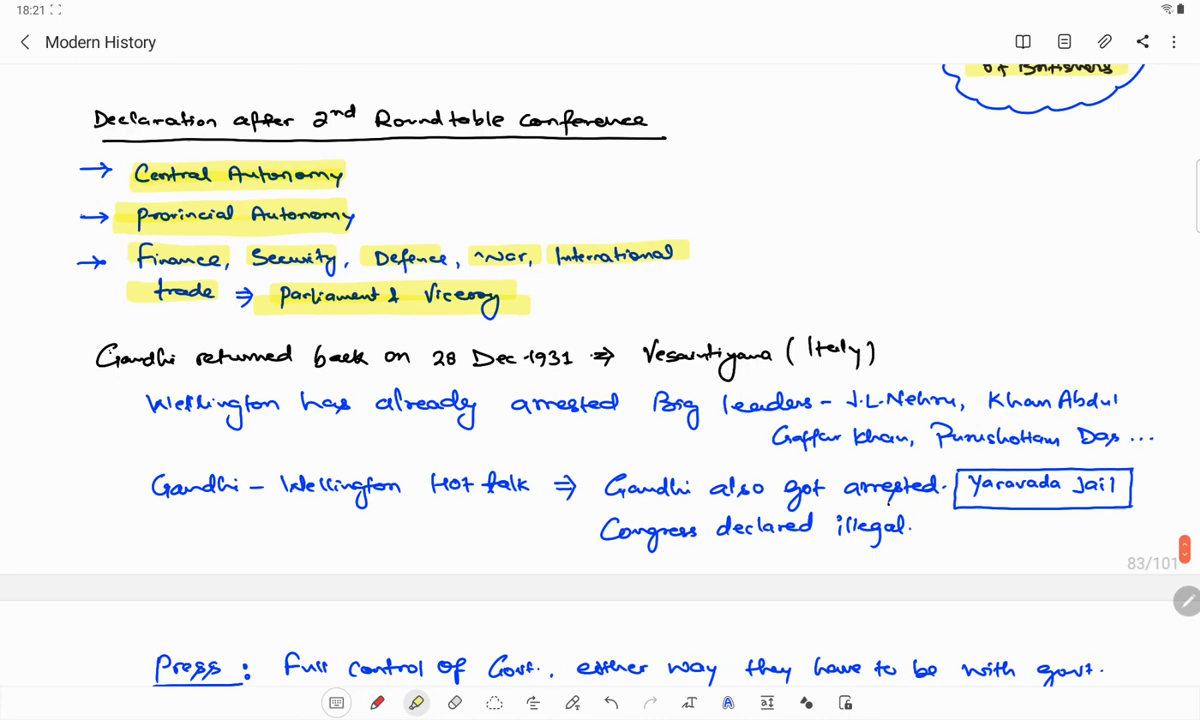 18:21
Modern History
of Britishers
Declaration after 2nd Roundtable Conference
→ Central Autonomy
→ Provincial Autonomy
→ Finance, Security, Defence, War, International
trade ⇒ Parliament & Viceroy
Gandhi returned back on 28 Dec-1931 ⇒ (Italy)
Wellington has already arrested Big leaders - J.L.Nehru, Khan Abdul
Gaffar Khan, Purushottam Das ...
Gandhi - Wellington Hot talk ⇒ Gandhi also got arrested. Yaravada Jail
Congress declared illegal.
83/101
Press: Full control of Govt., either way they have to be with govt.